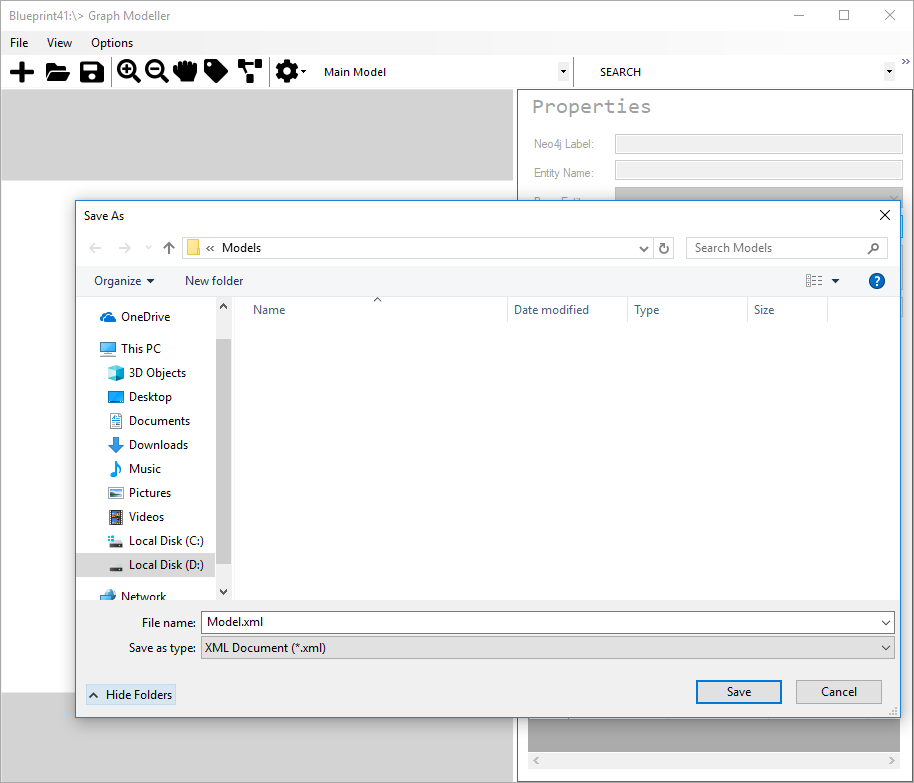 Blueprint41:\> Graph Modeller
File View Options
Main Model SEARCH »
Properties
Neo4j Label:
Entity Name:
Save As
« Models Search Models
Organize New folder ?
Name Date modified Type Size
OneDrive
This PC
3D Objects
Desktop
Documents
Downloads
Music
Pictures
Videos
Local Disk (C:)
Local Disk (D:)
Network
File name: Model.xml
Save as type: XML Document (*.xml)
Hide Folders Save Cancel